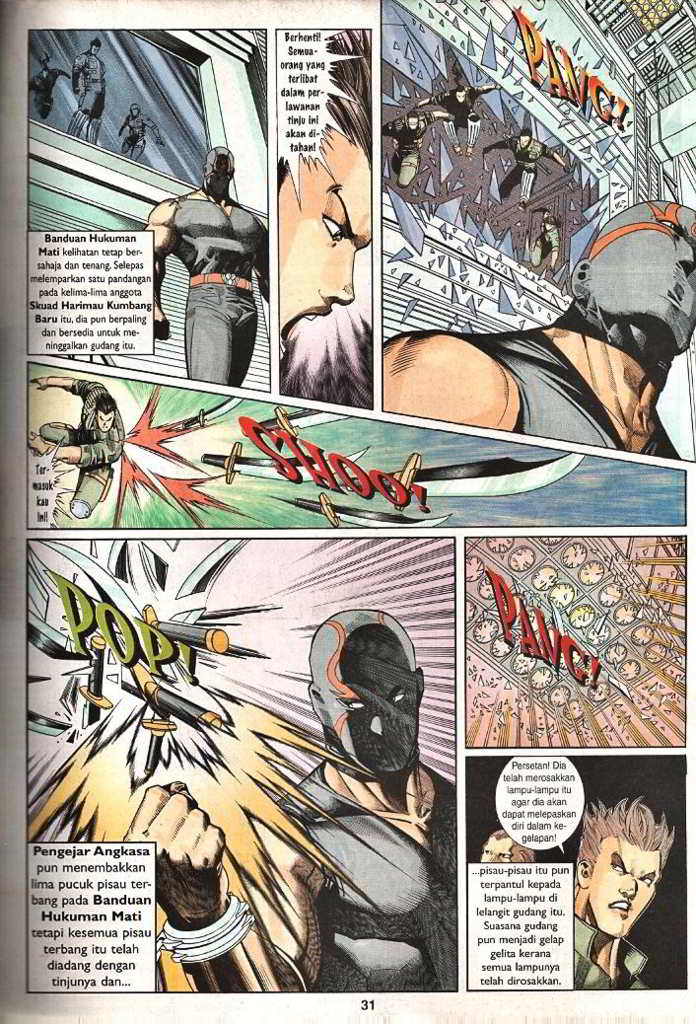 Banduan Hukuman
Mati kelihatan tetap ber-
sahaja dan tenang. Selepas
melemparkan satu pandangan
pada kelima-lima anggota
Skuad Harimau Kumbang
Baru itu, dia pun berpaling
dan bersedia untuk me-
ninggalkan gudang itu.
Berhenti!
Semua-
orang yang
terlibat
dalam per-
lawanan
tinju ini
akan di-
tahan!
PANG!
Ter-
masuk
kau
ini!
SHOO!
POP!
Pengejar Angkasa
pun menembakkan
lima pucuk pisau ter-
bang pada Banduan
Hukuman Mati
tetapi kesemua pisau
terbang itu telah
diadang dengan
tinjunya dan...
PANG!
Persetan! Dia
telah merosakkan
lampu-lampu itu
agar dia akan
dapat melepaskan
diri dalam ke-
gelapan!
...pisau-pisau itu pun
terpantul kepada
lampu-lampu di
lelangit gudang itu.
Suasana gudang
pun menjadi gelap
gelita kerana
semua lampunya
telah dirosakkan.
31